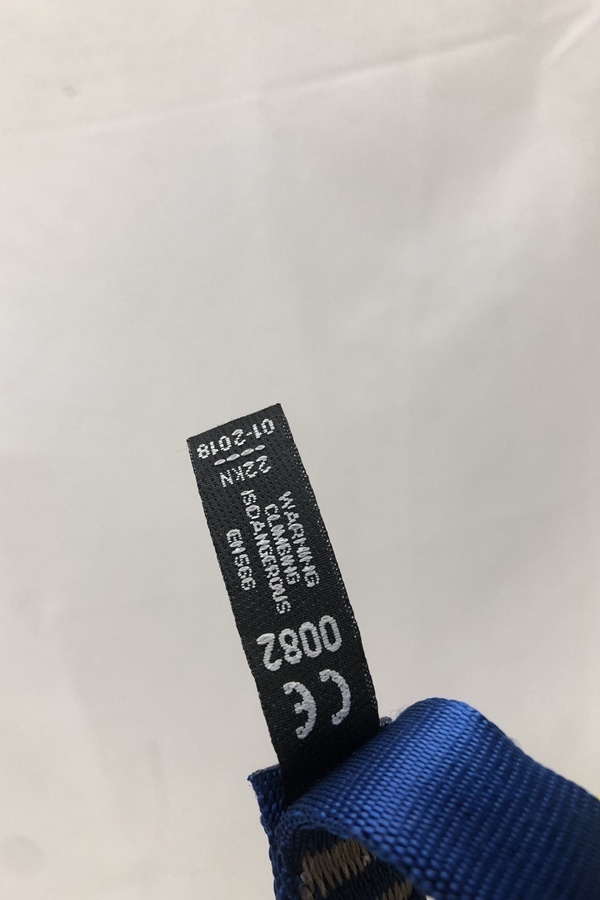 CE
0082
WARNING
CLIMBING
IS DANGEROUS
EN566
22KN
01-2018